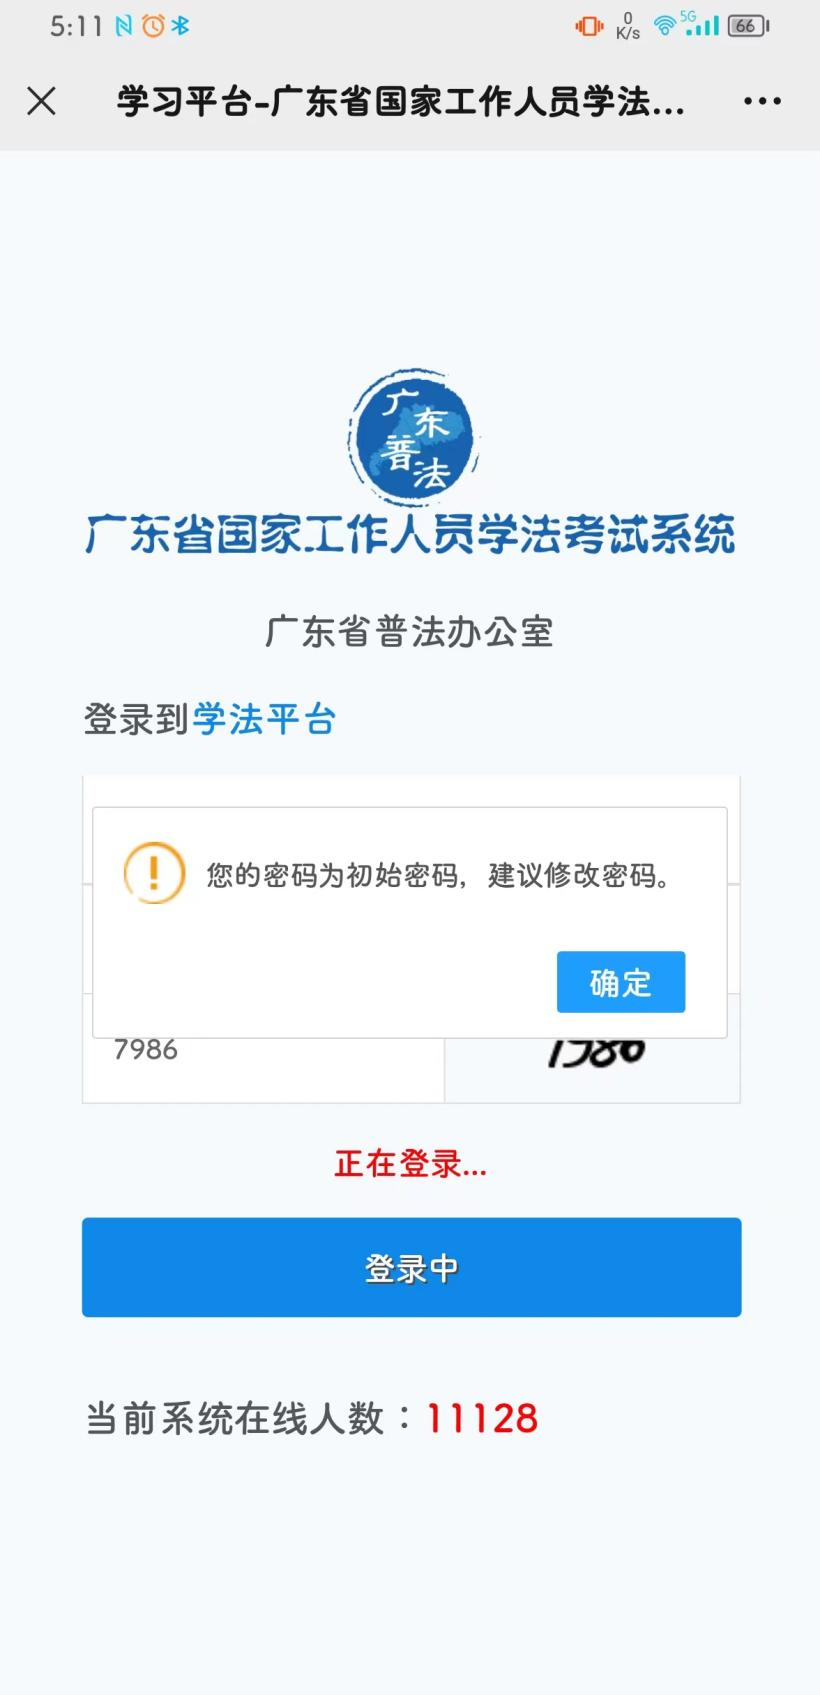 5:11
0
K/s
5G
66
学习平台-广东省国家工作人员学法...
广东
普法
广东省国家工作人员学法考试系统
广东省普法办公室
登录到学法平台
您的密码为初始密码，建议修改密码。
确定
7986 7986
正在登录...
登录中
当前系统在线人数：11128